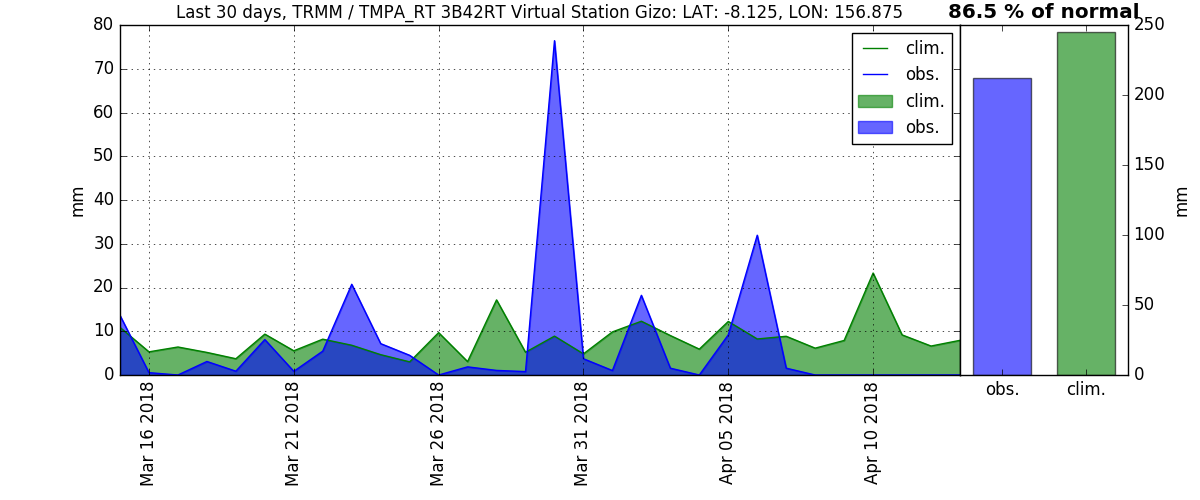 Last 30 days, TRMM / TMPA_RT 3B42RT Virtual Station Gizo: LAT: -8.125, LON: 156.875
86.5 % of normal
80
70
60
50
40
30
20
10
0
mm
clim.
obs.
clim.
obs.
Mar 16 2018
Mar 21 2018
Mar 26 2018
Mar 31 2018
Apr 05 2018
Apr 10 2018
250
200
150
100
50
0
mm
obs.
clim.